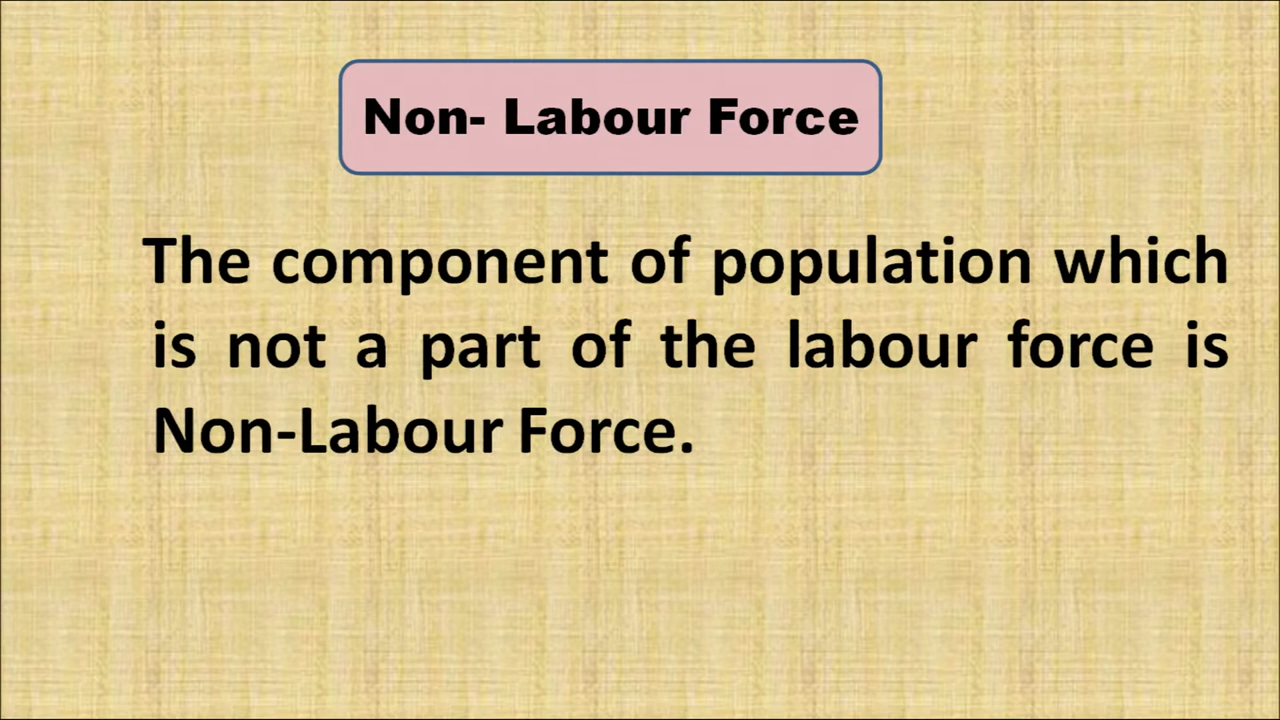 Non- Labour Force
The component of population which
is not a part of the labour force is
Non-Labour Force.